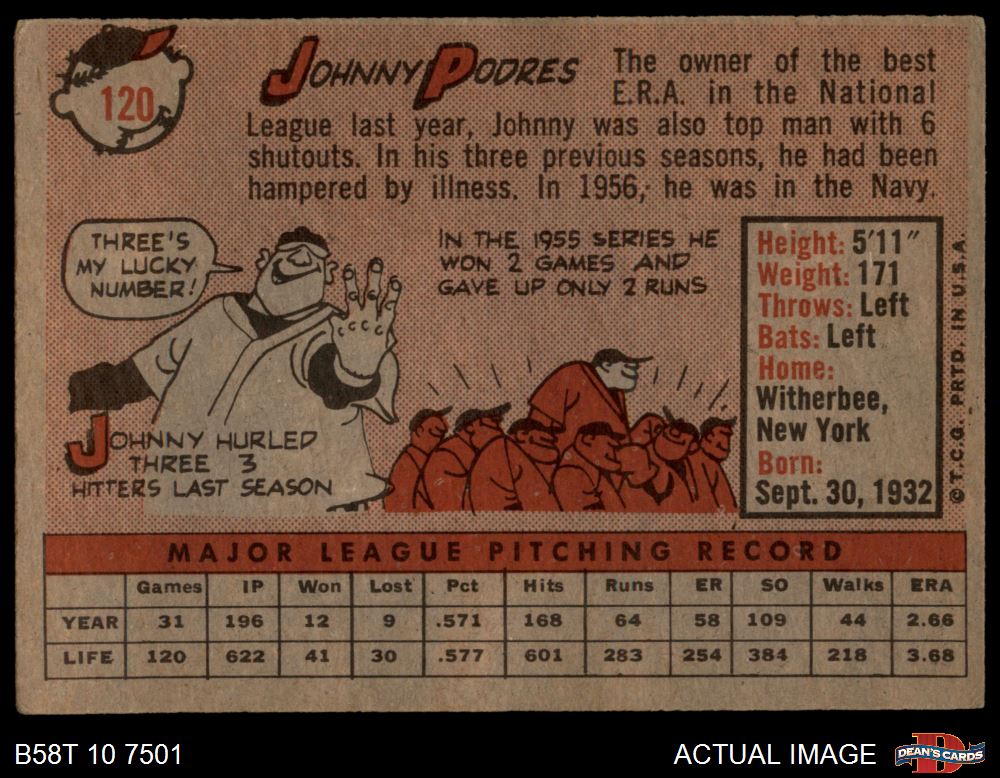 120
JOHNNY PODRES
The owner of the best
E.R.A. in the National
League last year, Johnny was also top man with 6
shutouts. In his three previous seasons, he had been
hampered by illness. In 1956, he was in the Navy.
THREE'S
MY LUCKY
NUMBER!
IN THE 1955 SERIES HE
WON 2 GAMES AND
GAVE UP ONLY 2 RUNS
JOHNNY HURLED
THREE 3
HITTERS LAST SEASON
Height: 5'11"
Weight: 171
Throws: Left
Bats: Left
Home:
Witherbee,
New York
Born:
Sept. 30, 1932
© T.C.G. PRTD. IN U.S.A.
MAJOR LEAGUE PITCHING RECORD
Games IP Won Lost Pct Hits Runs ER SO Walks ERA
YEAR 31 196 12 9 .571 168 64 58 109 44 2.66
LIFE 120 622 41 30 .577 601 283 254 384 218 3.68
B58T 10 7501
ACTUAL IMAGE
D
DEAN'S CARDS